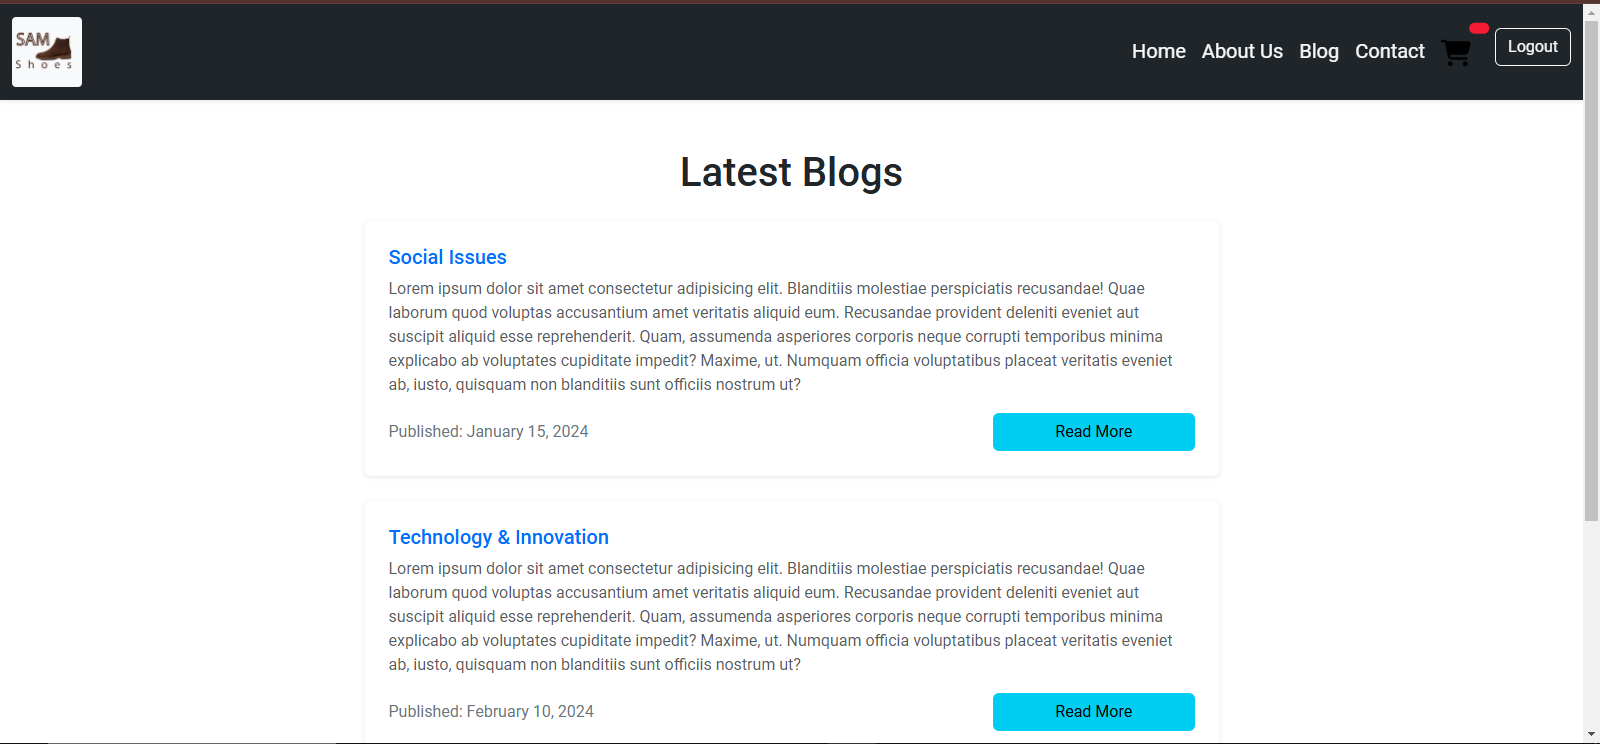 SAM
Shoes
Home About Us Blog Contact Logout
Latest Blogs
Social Issues
Lorem ipsum dolor sit amet consectetur adipisicing elit. Blanditiis molestiae perspiciatis recusandae! Quae
laborum quod voluptas accusantium amet veritatis aliquid eum. Recusandae provident deleniti eveniet aut
suscipit aliquid esse reprehenderit. Quam, assumenda asperiores corporis neque corrupti temporibus minima
explicabo ab voluptates cupiditate impedit? Maxime, ut. Numquam officia voluptatibus placeat veritatis eveniet
ab, iusto, quisquam non blanditiis sunt officiis nostrum ut?
Published: January 15, 2024 Read More
Technology & Innovation
Lorem ipsum dolor sit amet consectetur adipisicing elit. Blanditiis molestiae perspiciatis recusandae! Quae
laborum quod voluptas accusantium amet veritatis aliquid eum. Recusandae provident deleniti eveniet aut
suscipit aliquid esse reprehenderit. Quam, assumenda asperiores corporis neque corrupti temporibus minima
explicabo ab voluptates cupiditate impedit? Maxime, ut. Numquam officia voluptatibus placeat veritatis eveniet
ab, iusto, quisquam non blanditiis sunt officiis nostrum ut?
Published: February 10, 2024 Read More